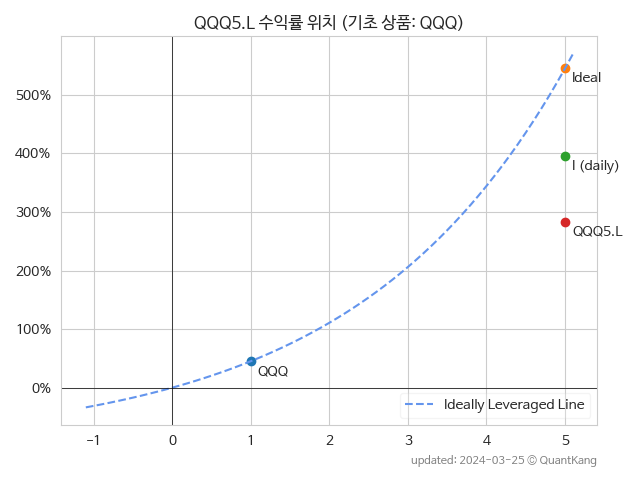 QQQ5.L 수익률 위치 (기초 상품: QQQ)
500%
400%
300%
200%
100%
0%
Ideal
I (daily)
QQQ5.L
QQQ
Ideally Leveraged Line
-1
0
1
2
3
4
5
updated: 2024-03-25 © QuantKang